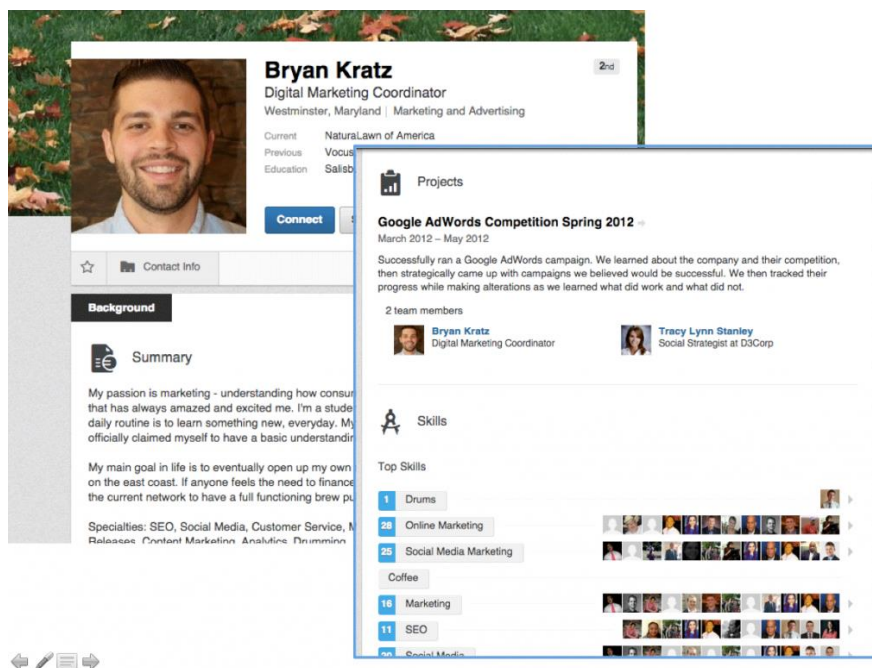 Bryan Kratz
2nd
Digital Marketing Coordinator
Westminster, Maryland | Marketing and Advertising
Current NaturaLawn of America
Previous Vocus
Education Salisb
Connect
Contact Info
Background
Summary
My passion is marketing - understanding how consu
that has always amazed and excited me. I'm a stude
daily routine is to learn something new, everyday. My
officially claimed myself to have a basic understandin
My main goal in life is to eventually open up my own
on the east coast. If anyone feels the need to finance
the current network to have a full functioning brew pu
Specialties: SEO, Social Media, Customer Service, M
Releases, Content Marketing, Analytics, Drumming
Projects
Google AdWords Competition Spring 2012
March 2012 – May 2012
Successfully ran a Google AdWords campaign. We learned about the company and their competition,
then strategically came up with campaigns we believed would be successful. We then tracked their
progress while making alterations as we learned what did work and what did not.
2 team members
Bryan Kratz
Digital Marketing Coordinator
Tracy Lynn Stanley
Social Strategist at D3Corp
Skills
Top Skills
1 Drums
28 Online Marketing
25 Social Media Marketing
Coffee
16 Marketing
11 SEO
20 Social Media